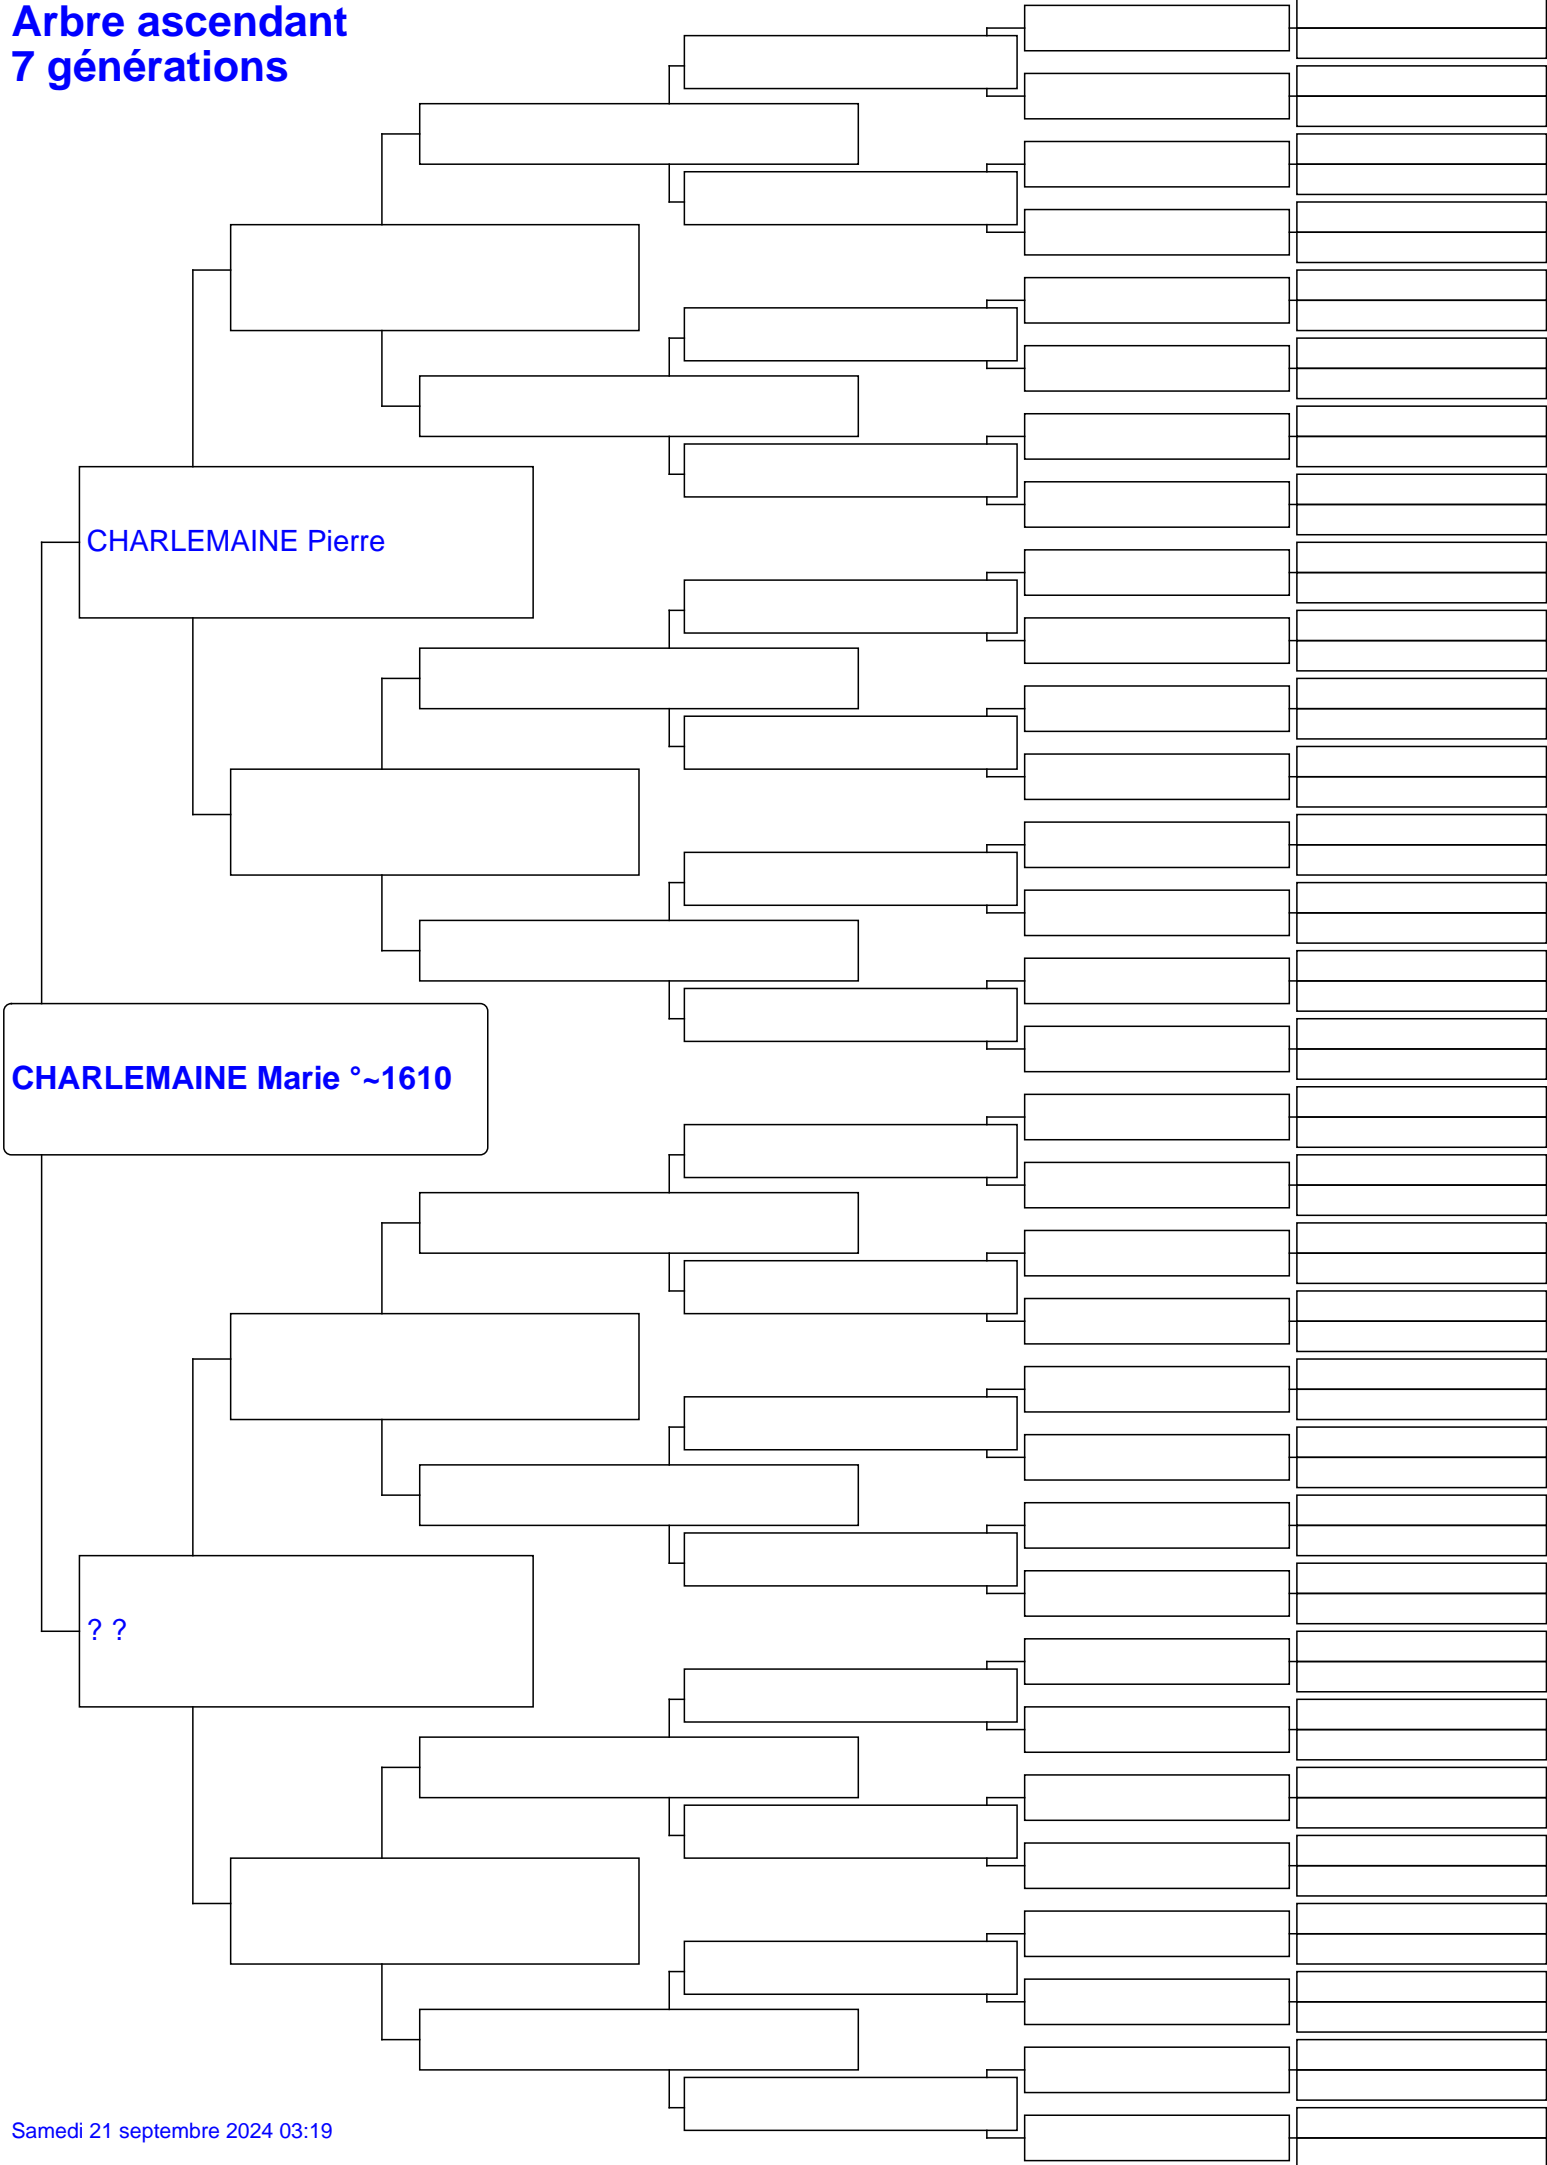 Arbre ascendant
7 générations
CHARLEMAINE Pierre
CHARLEMAINE Marie °~1610
? ?
Samedi 21 septembre 2024 03:19